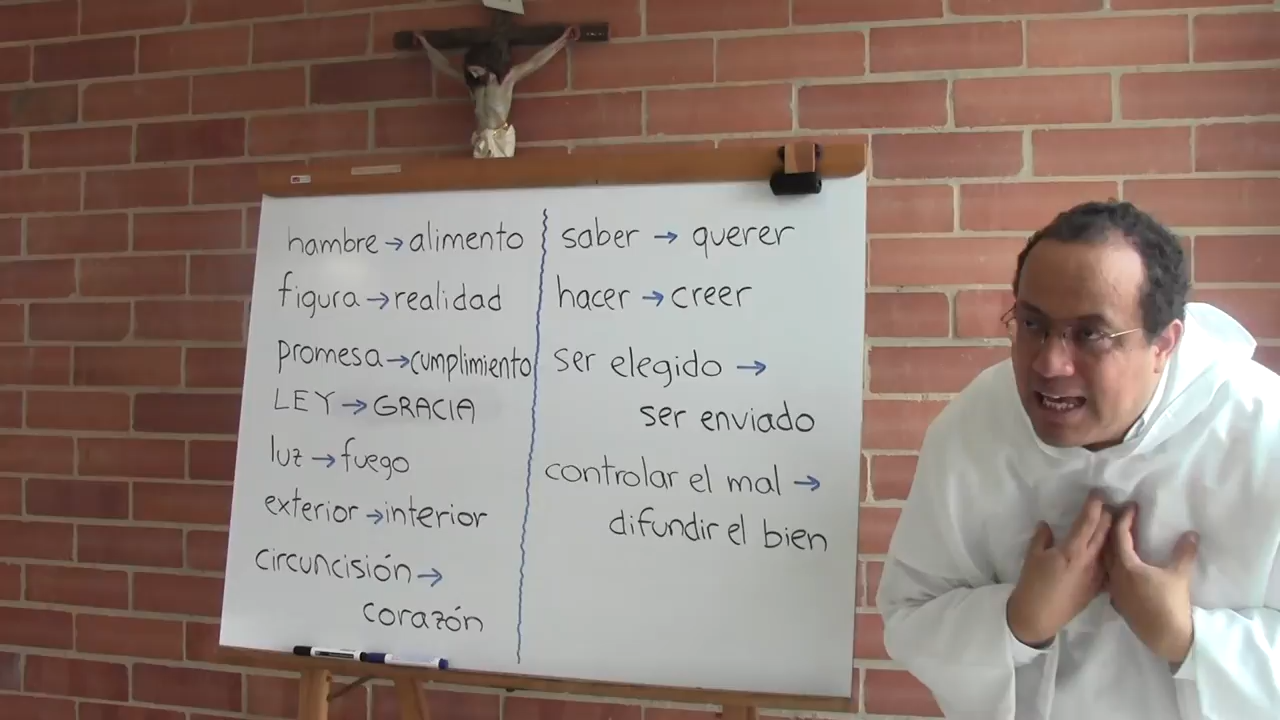 hambre → alimento
figura → realidad
promesa → cumplimiento
LEY → GRACIA
luz → fuego
exterior → interior
circuncisión →
corazón
saber → querer
hacer → creer
ser elegido →
ser enviado
controlar el mal →
difundir el bien